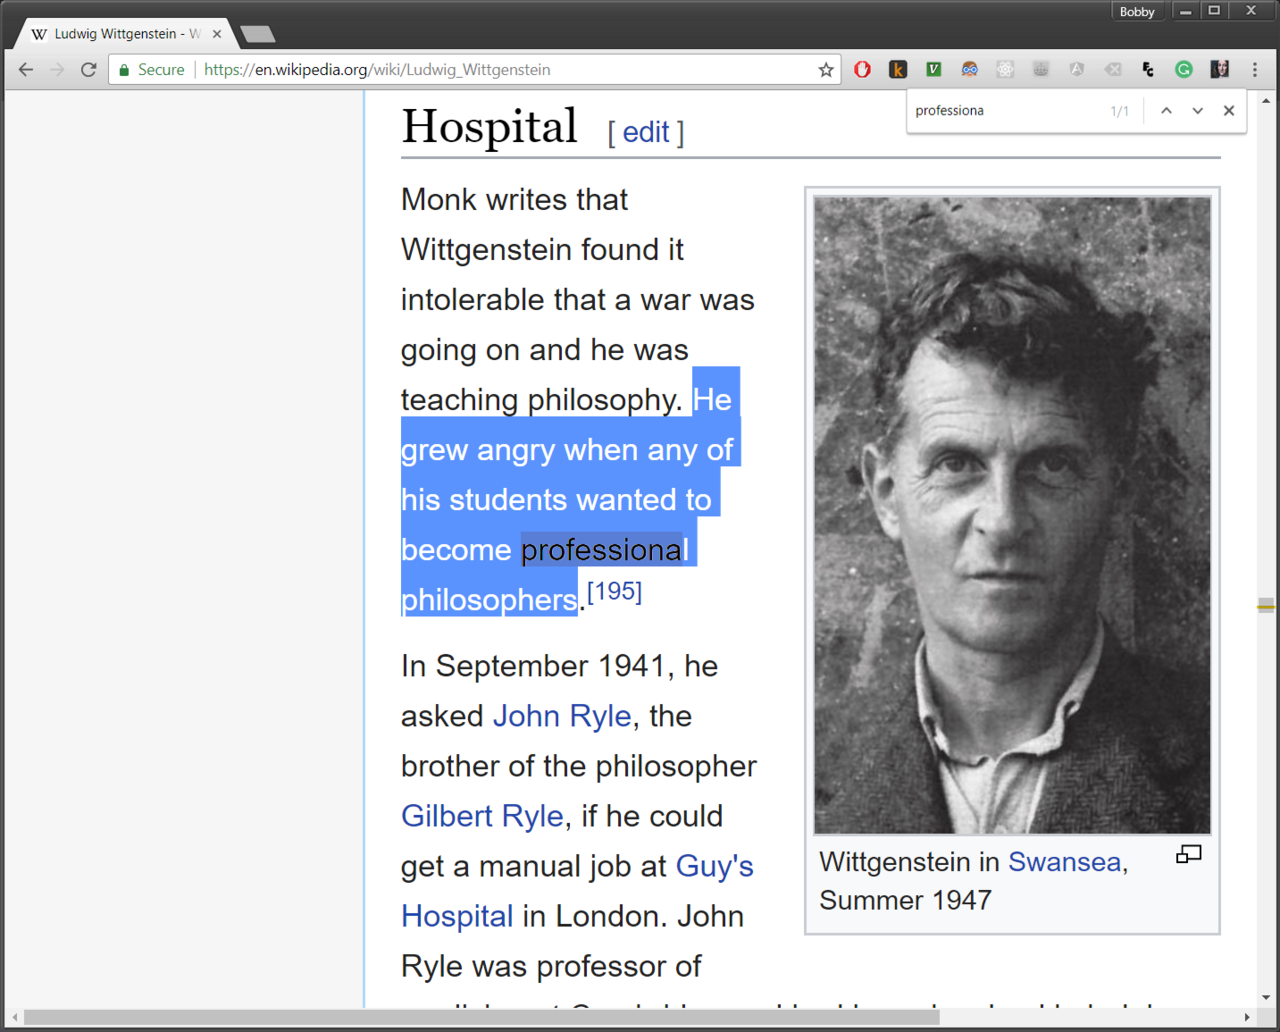 Bobby
W Ludwig Wittgenstein - W
Secure https://en.wikipedia.org/wiki/Ludwig_Wittgenstein
professiona 1/1
Hospital [ edit ]
Monk writes that
Wittgenstein found it
intolerable that a war was
going on and he was
teaching philosophy. He
grew angry when any of
his students wanted to
become professional
philosophers.[195]
In September 1941, he
asked John Ryle, the
brother of the philosopher
Gilbert Ryle, if he could
get a manual job at Guy's
Hospital in London. John
Ryle was professor of
Wittgenstein in Swansea,
Summer 1947